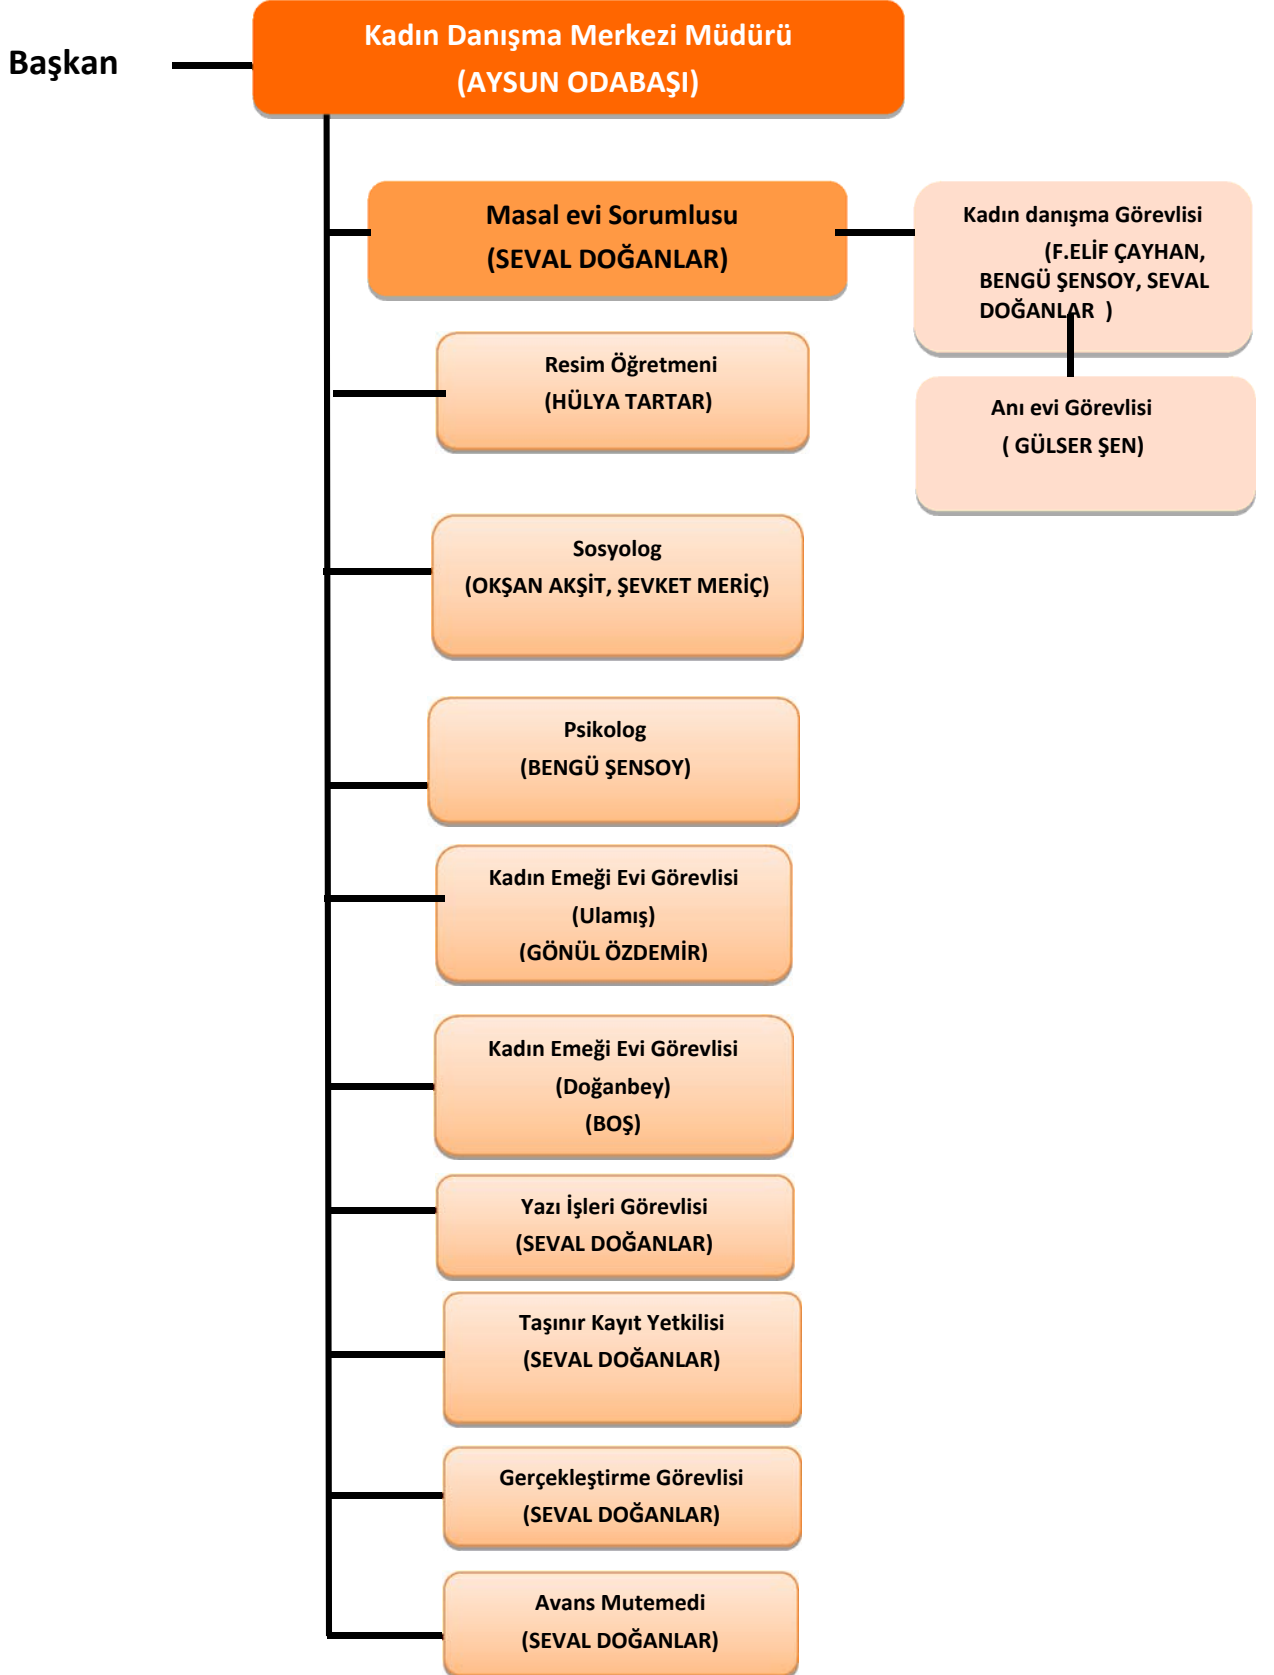 Başkan
Kadın Danışma Merkezi Müdürü
(AYSUN ODABAŞI)
Masal evi Sorumlusu
(SEVAL DOĞANLAR)
Kadın danışma Görevlisi
(F.ELİF ÇAYHAN,
BENGÜ ŞENSOY, SEVAL
DOĞANLAR )
Anı evi Görevlisi
( GÜLSER ŞEN)
Resim Öğretmeni
(HÜLYA TARTAR)
Sosyolog
(OKŞAN AKŞİT, ŞEVKET MERİÇ)
Psikolog
(BENGÜ ŞENSOY)
Kadın Emeği Evi Görevlisi
(Ulamış)
(GÖNÜL ÖZDEMİR)
Kadın Emeği Evi Görevlisi
(Doğanbey)
(BOŞ)
Yazı İşleri Görevlisi
(SEVAL DOĞANLAR)
Taşınır Kayıt Yetkilisi
(SEVAL DOĞANLAR)
Gerçekleştirme Görevlisi
(SEVAL DOĞANLAR)
Avans Mutemedi
(SEVAL DOĞANLAR)